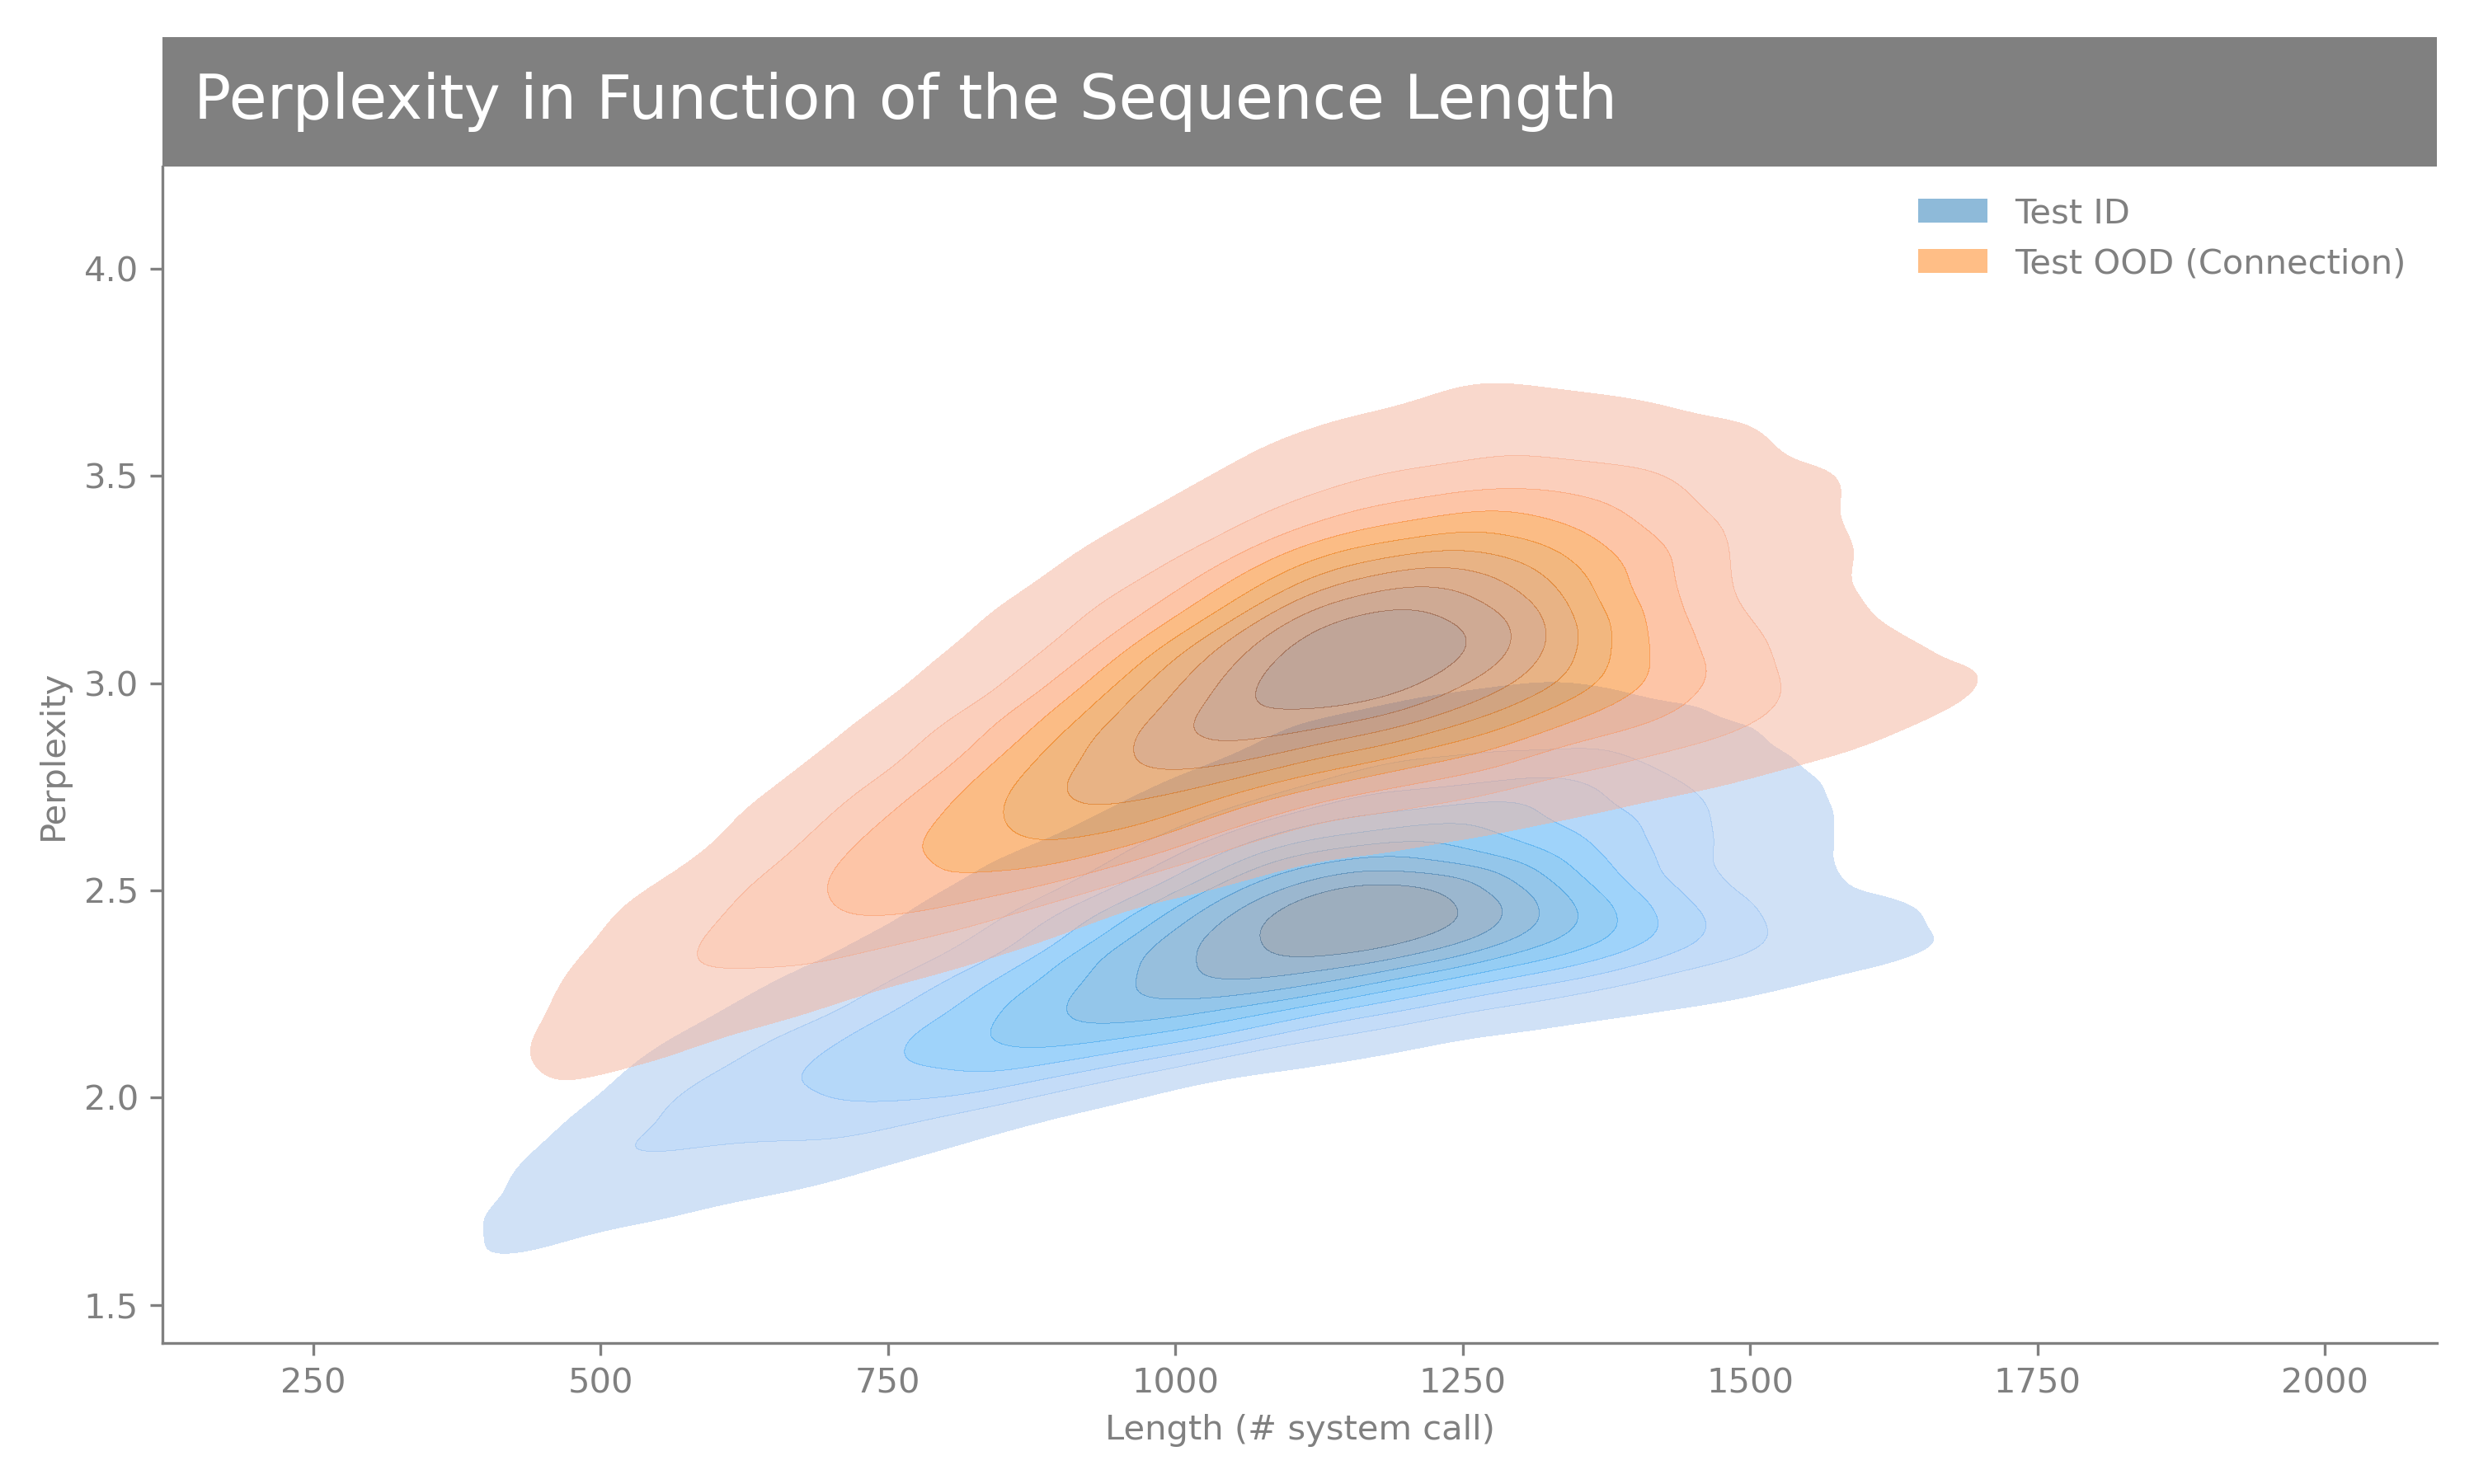 Perplexity in Function of the Sequence Length
Test ID
Test OOD (Connection)
4.0
3.5
3.0
2.5
2.0
1.5
Perplexity
250 500 750 1000 1250 1500 1750 2000
Length (# system call)